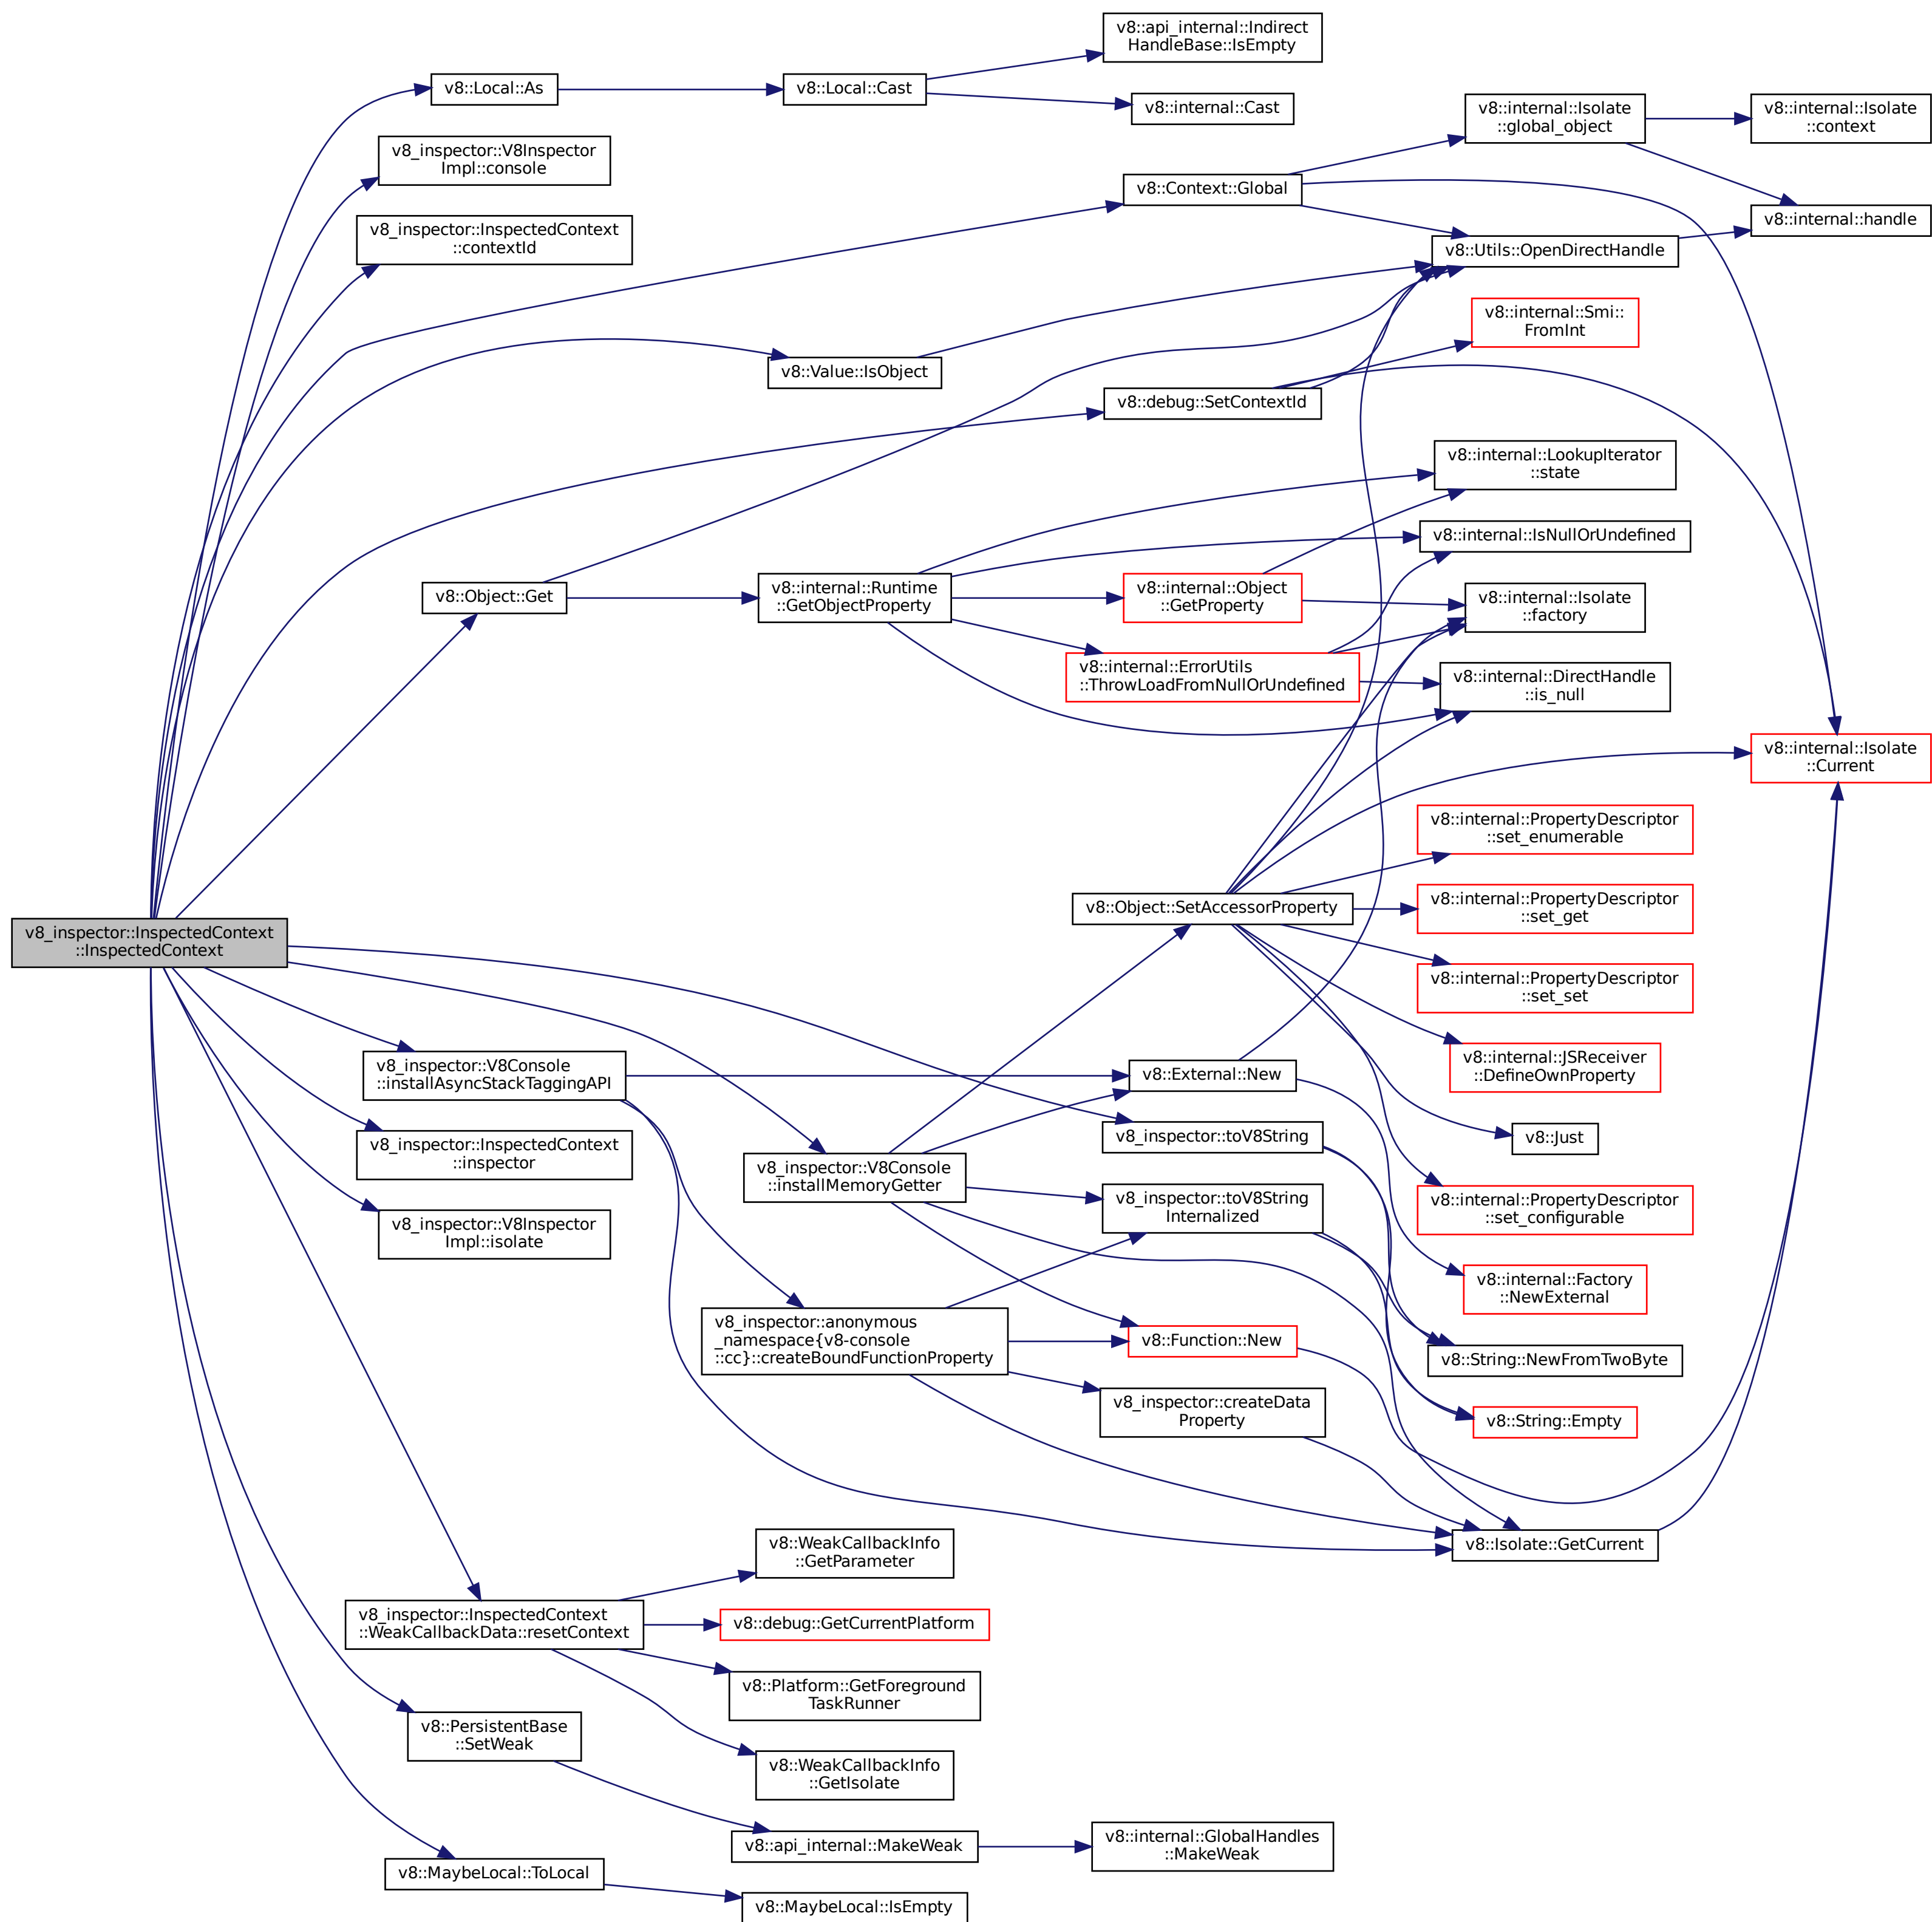 v8::api_internal::Indirect
HandleBase::IsEmpty
v8::Local::As
v8::Local::Cast
v8::internal::Cast
v8::internal::Isolate
::global_object
v8::internal::Isolate
::context
v8_inspector::V8Inspector
Impl::console
v8::Context::Global
v8::internal::handle
v8_inspector::InspectedContext
::contextId
v8::Utils::OpenDirectHandle
v8::internal::Smi::
FromInt
v8::Value::IsObject
v8::debug::SetContextId
v8::internal::LookupIterator
::state
v8::internal::IsNullOrUndefined
v8::Object::Get
v8::internal::Runtime
::GetObjectProperty
v8::internal::Object
::GetProperty
v8::internal::Isolate
::factory
v8::internal::ErrorUtils
::ThrowLoadFromNullOrUndefined
v8::internal::DirectHandle
::is_null
v8::internal::Isolate
::Current
v8::internal::PropertyDescriptor
::set_enumerable
v8::Object::SetAccessorProperty
v8::internal::PropertyDescriptor
::set_get
v8_inspector::InspectedContext
::InspectedContext
v8::internal::PropertyDescriptor
::set_set
v8::internal::JSReceiver
::DefineOwnProperty
v8_inspector::V8Console
::installAsyncStackTaggingAPI
v8::External::New
v8_inspector::toV8String
v8::Just
v8_inspector::InspectedContext
::inspector
v8_inspector::V8Console
::installMemoryGetter
v8_inspector::toV8String
Internalized
v8::internal::PropertyDescriptor
::set_configurable
v8_inspector::V8Inspector
Impl::isolate
v8::internal::Factory
::NewExternal
v8_inspector::anonymous
_namespace{v8-console
::cc}::createBoundFunctionProperty
v8::Function::New
v8::String::NewFromTwoByte
v8_inspector::createData
Property
v8::String::Empty
v8::Isolate::GetCurrent
v8::WeakCallbackInfo
::GetParameter
v8_inspector::InspectedContext
::WeakCallbackData::resetContext
v8::debug::GetCurrentPlatform
v8::Platform::GetForeground
TaskRunner
v8::PersistentBase
::SetWeak
v8::WeakCallbackInfo
::GetIsolate
v8::api_internal::MakeWeak
v8::internal::GlobalHandles
::MakeWeak
v8::MaybeLocal::ToLocal
v8::MaybeLocal::IsEmpty